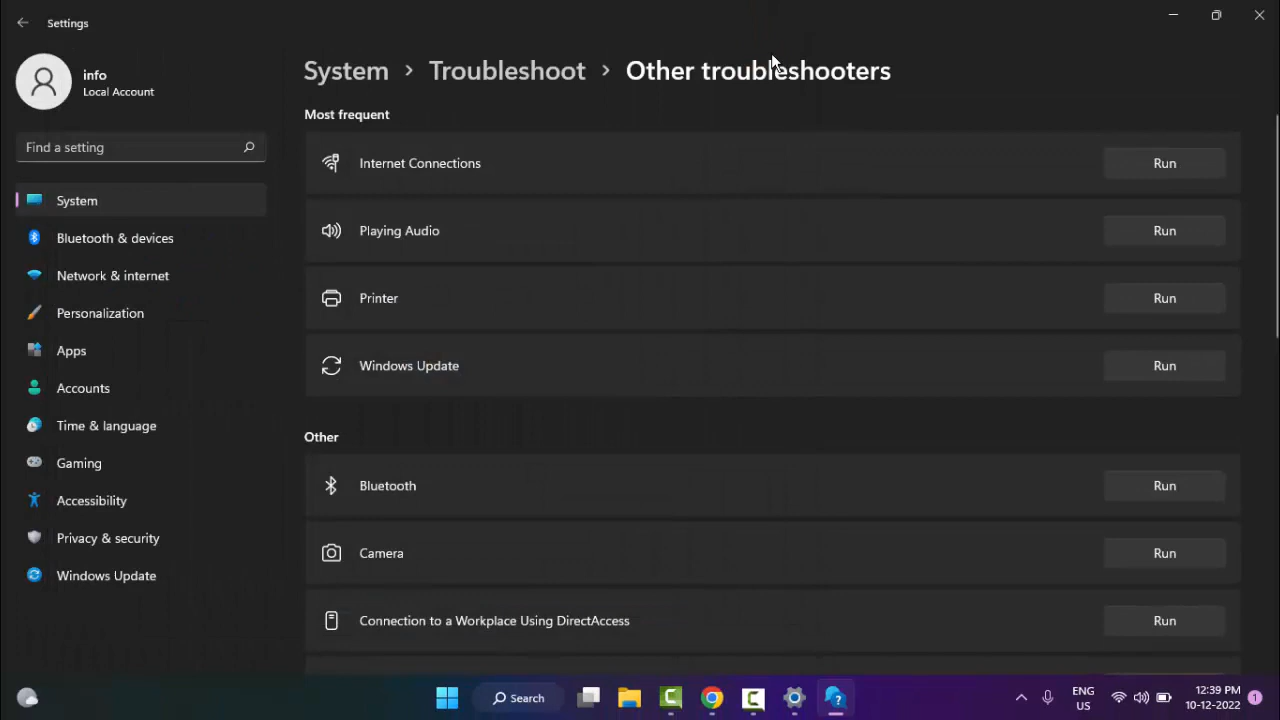 Settings
info
Local Account
Find a setting
System
Bluetooth & devices
Network & internet
Personalization
Apps
Accounts
Time & language
Gaming
Accessibility
Privacy & security
Windows Update
System > Troubleshoot > Other troubleshooters
Most frequent
Internet Connections Run
Playing Audio Run
Printer Run
Windows Update Run
Other
Bluetooth Run
Camera Run
Connection to a Workplace Using DirectAccess Run
Search
ENG
US
12:39 PM
10-12-2022
1